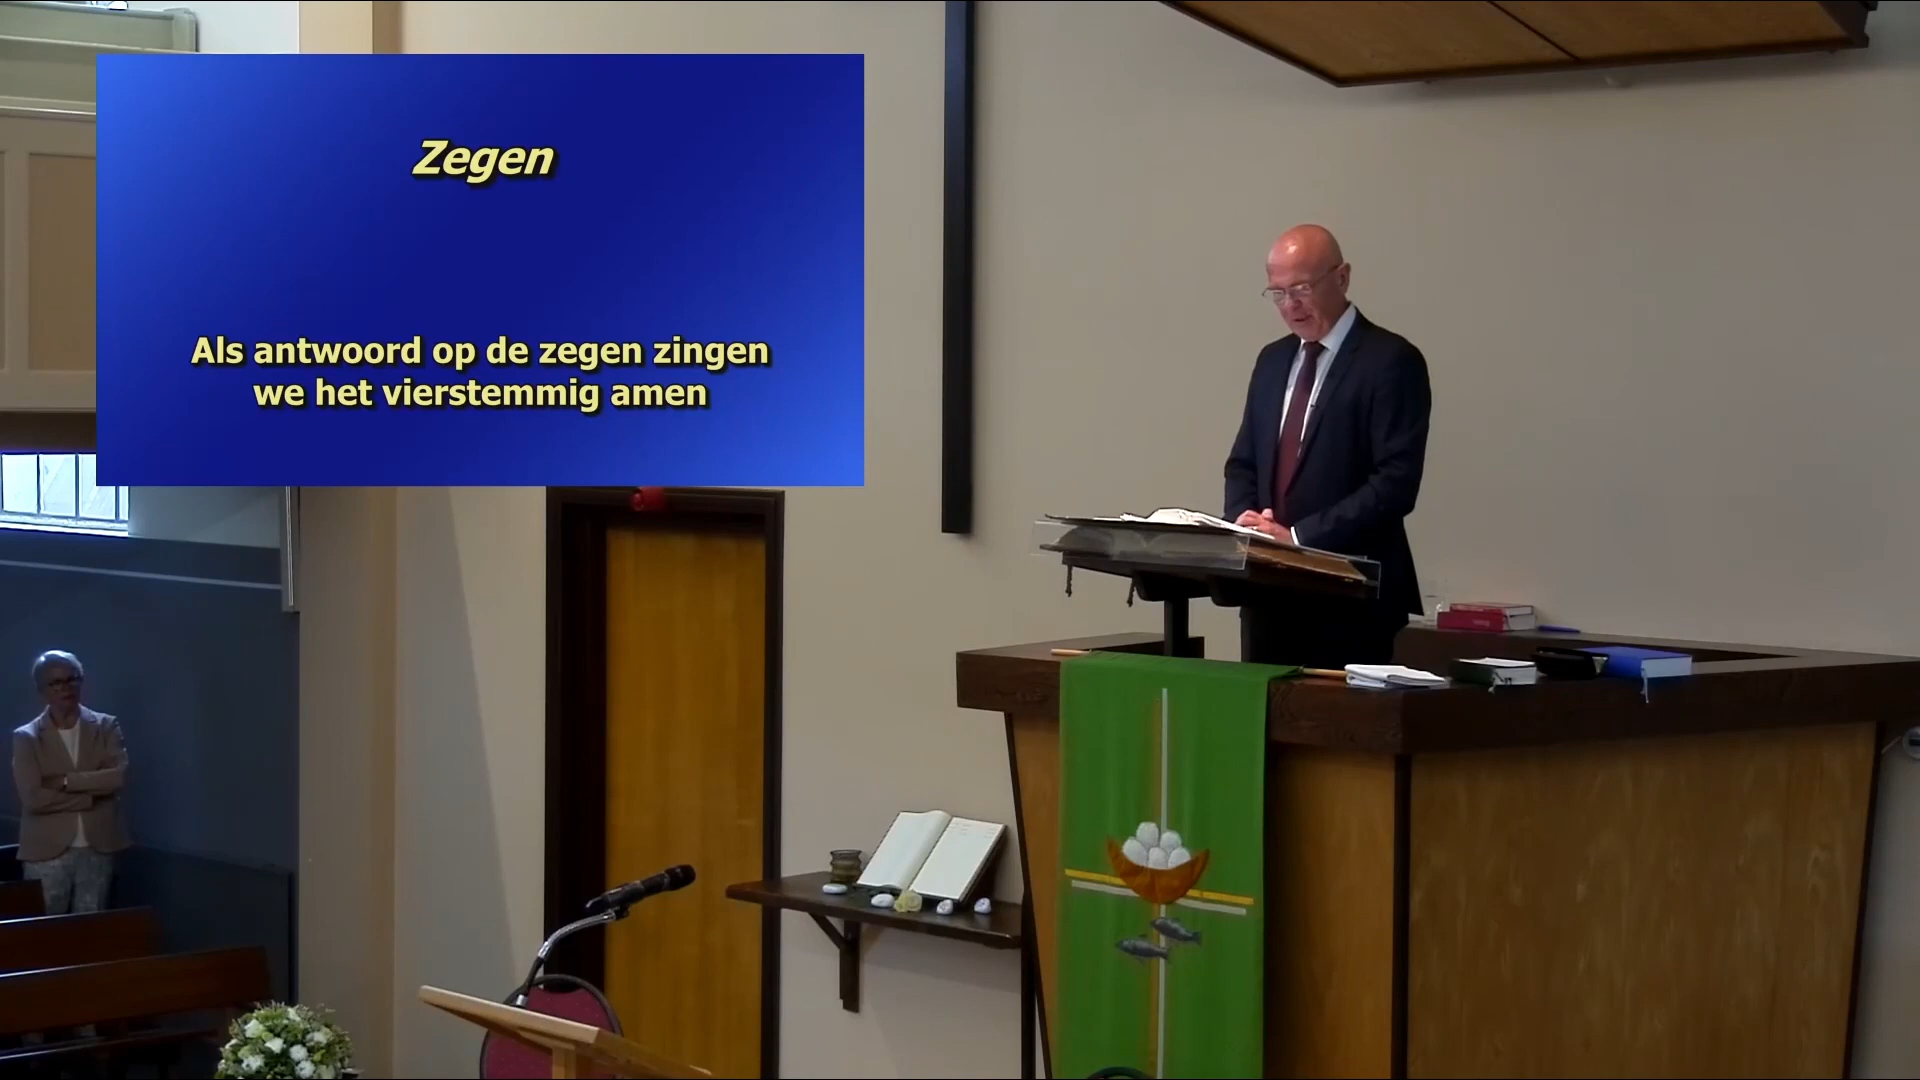 Zegen
Als antwoord op de zegen zingen
we het vierstemmig amen